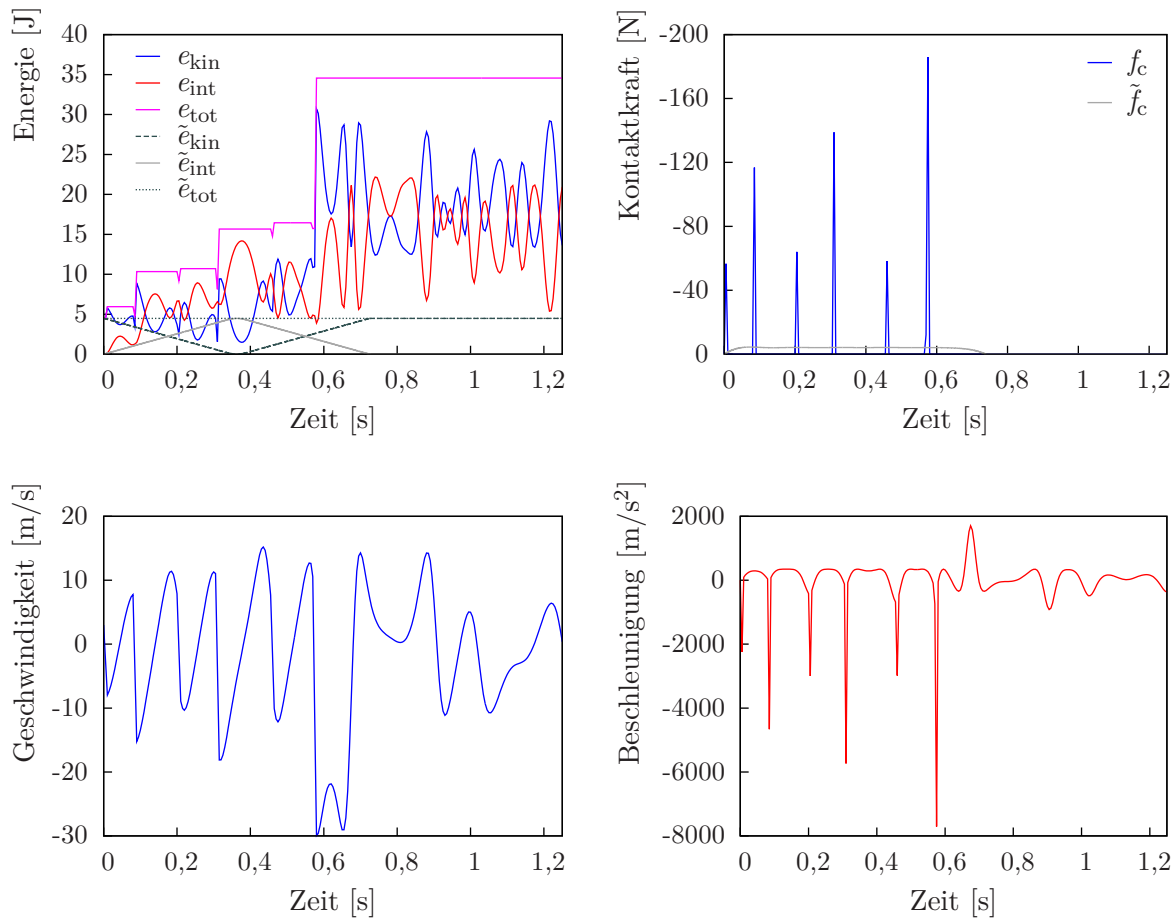 Energie [J]
40
35
30
25
20
15
10
5
0
e_kin
e_int
e_tot
ẽ_kin
ẽ_int
ẽ_tot
0 0,2 0,4 0,6 0,8 1 1,2
Zeit [s]
Kontaktkraft [N]
-200
-160
-120
-80
-40
0
f_c
f̃_c
0 0,2 0,4 0,6 0,8 1 1,2
Zeit [s]
Geschwindigkeit [m/s]
20
10
0
-10
-20
-30
0 0,2 0,4 0,6 0,8 1 1,2
Zeit [s]
Beschleunigung [m/s²]
2000
0
-2000
-4000
-6000
-8000
0 0,2 0,4 0,6 0,8 1 1,2
Zeit [s]